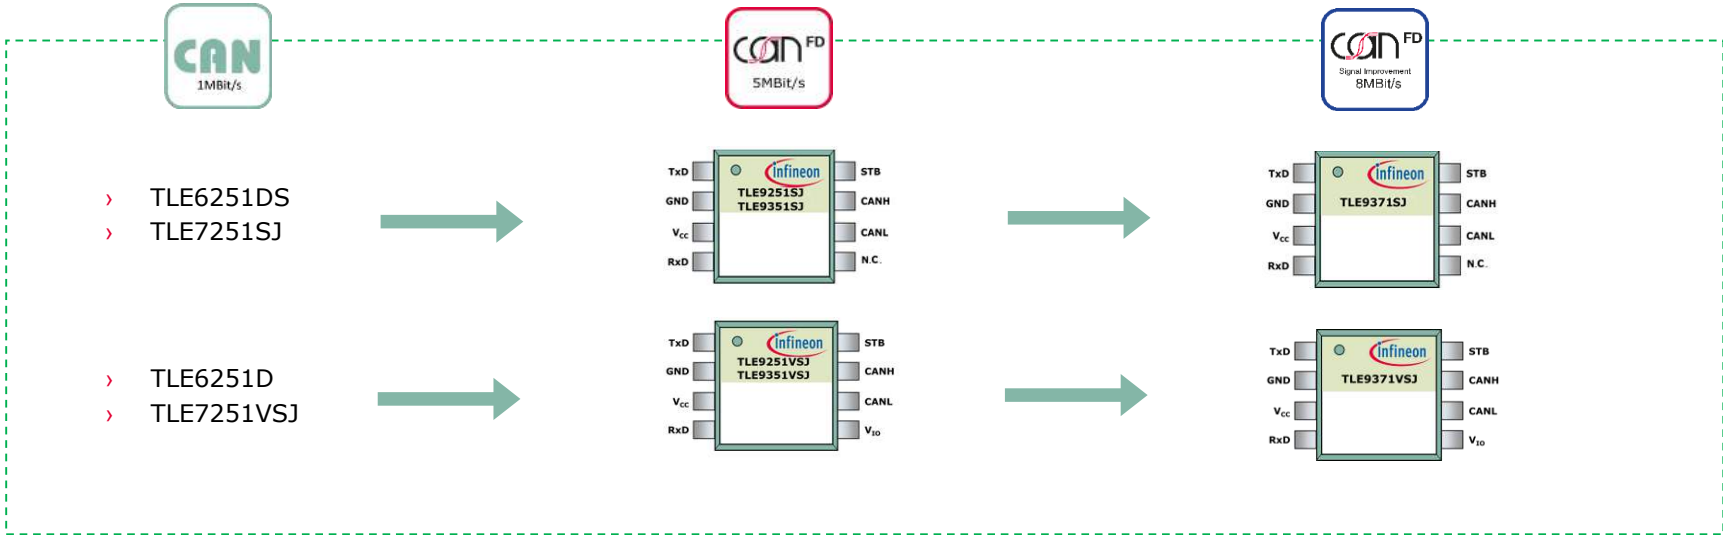 CAN
1MBit/s
CAN FD
5MBit/s
CAN FD
Signal Improvement
8MBit/s
› TLE6251DS
› TLE7251SJ
TxD
GND
Vcc
RxD
infineon
TLE9251SJ
TLE9351SJ
STB
CANH
CANL
N.C.
TxD
GND
Vcc
RxD
infineon
TLE9371SJ
STB
CANH
CANL
N.C.
› TLE6251D
› TLE7251VSJ
TxD
GND
Vcc
RxD
infineon
TLE9251VSJ
TLE9351VSJ
STB
CANH
CANL
VIO
TxD
GND
Vcc
RxD
infineon
TLE9371VSJ
STB
CANH
CANL
VIO